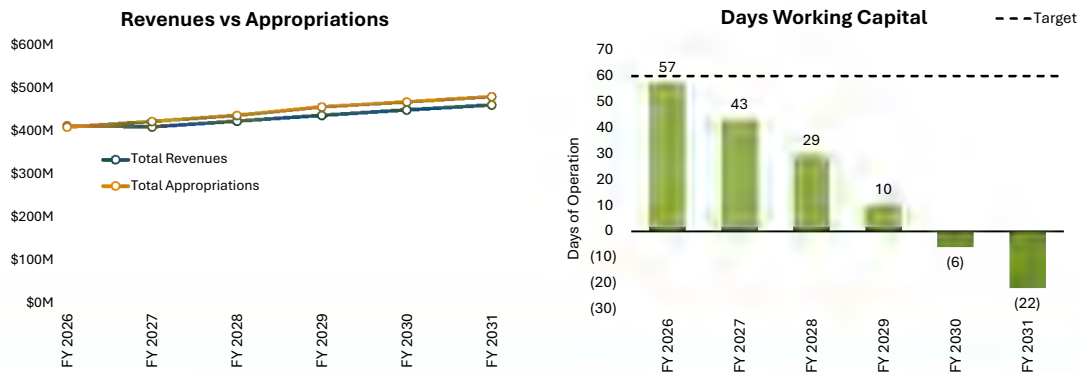 Revenues vs Appropriations
$600M
$500M
$400M
$300M
$200M
$100M
$0M
Total Revenues
Total Appropriations
FY 2026
FY 2027
FY 2028
FY 2029
FY 2030
FY 2031
Days Working Capital
Target
Days of Operation
70
60
50
40
30
20
10
0
(10)
(20)
(30)
57
43
29
10
(6)
(22)
FY 2026
FY 2027
FY 2028
FY 2029
FY 2030
FY 2031